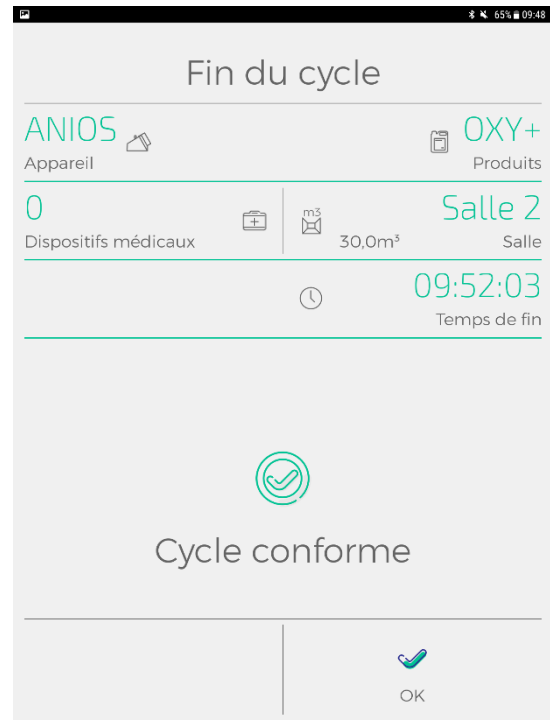 65% 09:48
Fin du cycle
ANIOS
Appareil
OXY+
Produits
0
Dispositifs médicaux
m3
30,0m³
Salle 2
Salle
09:52:03
Temps de fin
Cycle conforme
OK